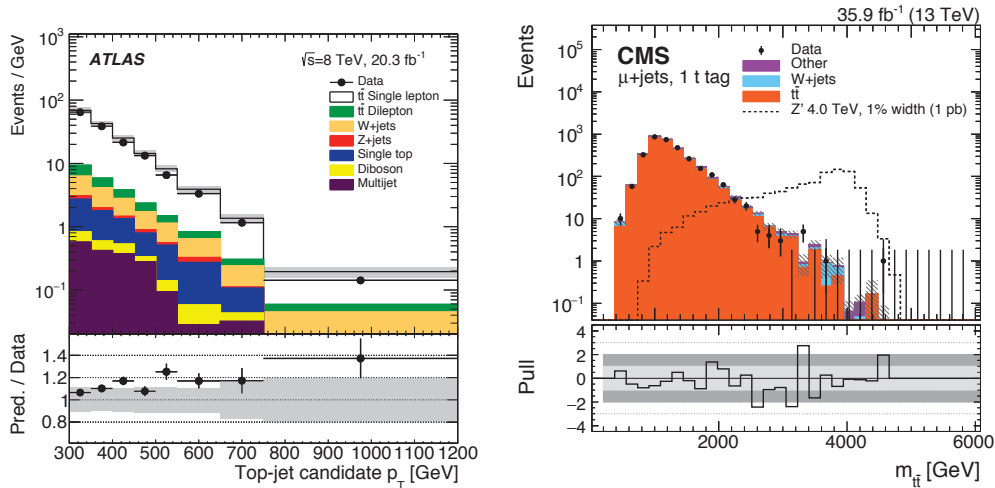 ATLAS
√s=8 TeV, 20.3 fb⁻¹
Data
tt̄ Single lepton
tt̄ Dilepton
W+jets
Z+jets
Single top
Diboson
Multijet
Events / GeV
10⁴
10³
10²
10
1
10⁻¹
Pred. / Data
1.4
1.2
1
0.8
300 400 500 600 700 800 900 1000 1100 1200
Top-jet candidate p_T [GeV]
35.9 fb⁻¹ (13 TeV)
CMS
μ+jets, 1 t tag
Data
Other
W+jets
tt̄
Z' 4.0 TeV, 1% width (1 pb)
Events
10⁵
10⁴
10³
10²
10
1
10⁻¹
Pull
4
2
0
−2
−4
2000 4000 6000
m_tt̄ [GeV]